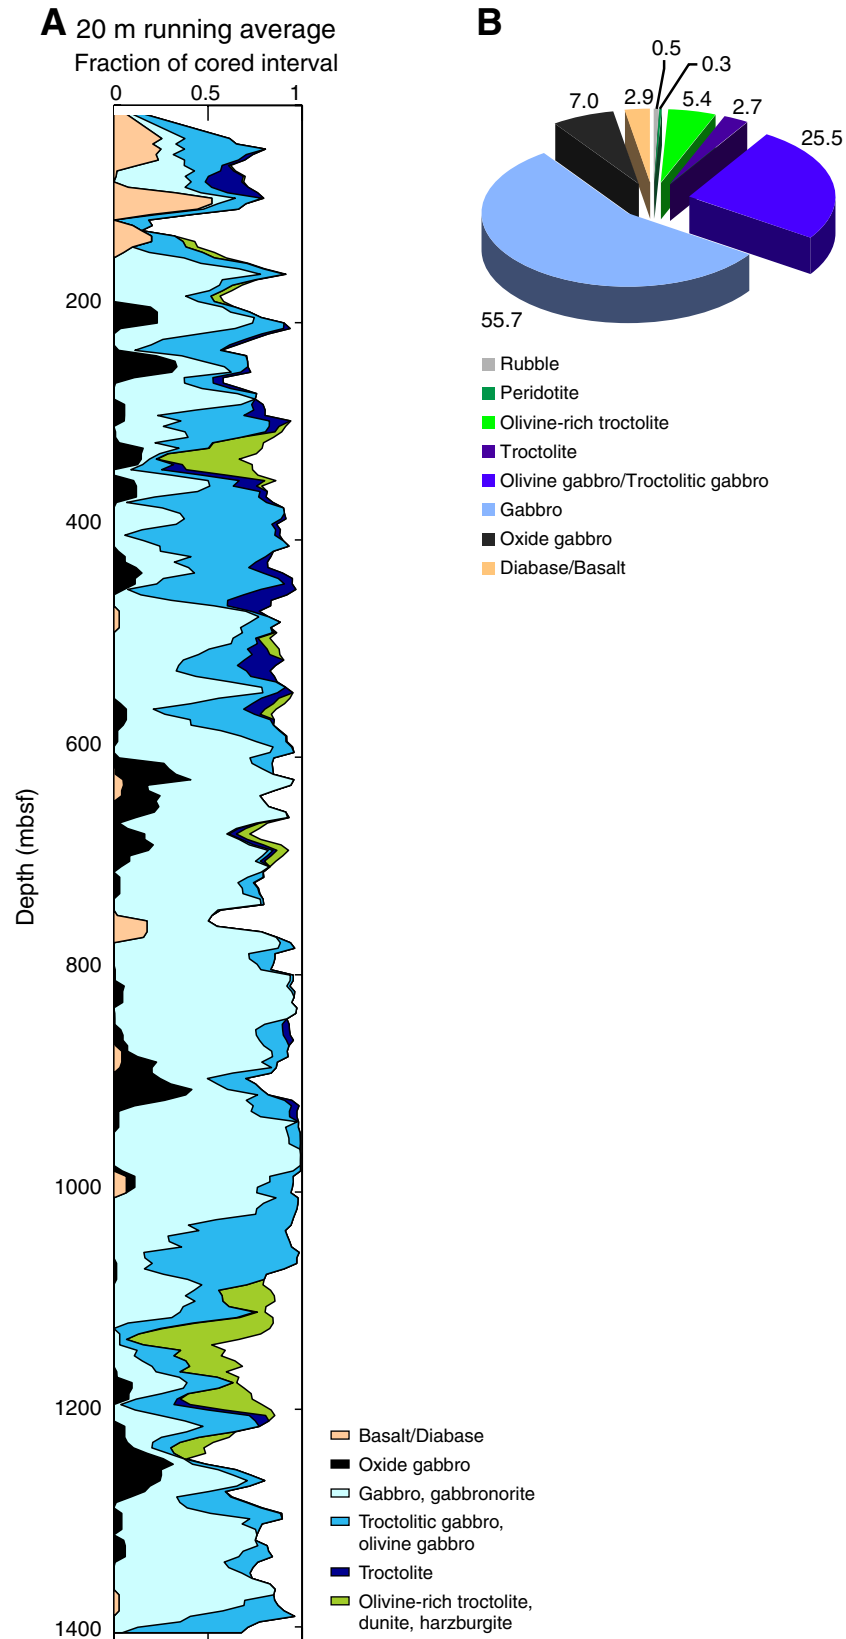 A 20 m running average
Fraction of cored interval
0 0.5 1
200
400
600
800
1000
1200
1400
Depth (mbsf)
Basalt/Diabase
Oxide gabbro
Gabbro, gabbronorite
Troctolitic gabbro,
olivine gabbro
Troctolite
Olivine-rich troctolite,
dunite, harzburgite
B
0.5
0.3
7.0
2.9
5.4
2.7
25.5
55.7
Rubble
Peridotite
Olivine-rich troctolite
Troctolite
Olivine gabbro/Troctolitic gabbro
Gabbro
Oxide gabbro
Diabase/Basalt